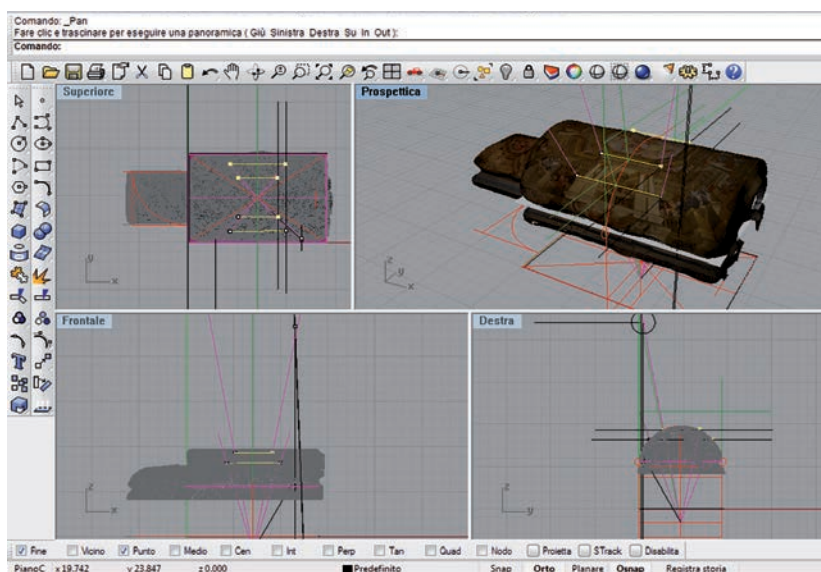 Comando: _Pan
Fare clic e trascinare per eseguire una panoramica ( Giù Sinistra Destra Su In Out):
Comando:
Superiore
Prospettica
y
x
z
y
x
Frontale
Destra
z
x
z
y
Fine Vicino Punto Medio Cen Int Perp Tan Quad Nodo Proietta STrack Disabilita
PianoC x 19.742 y 23.847 z 0.000 Predefinito Snap Orto Planare Osnap Registra storia